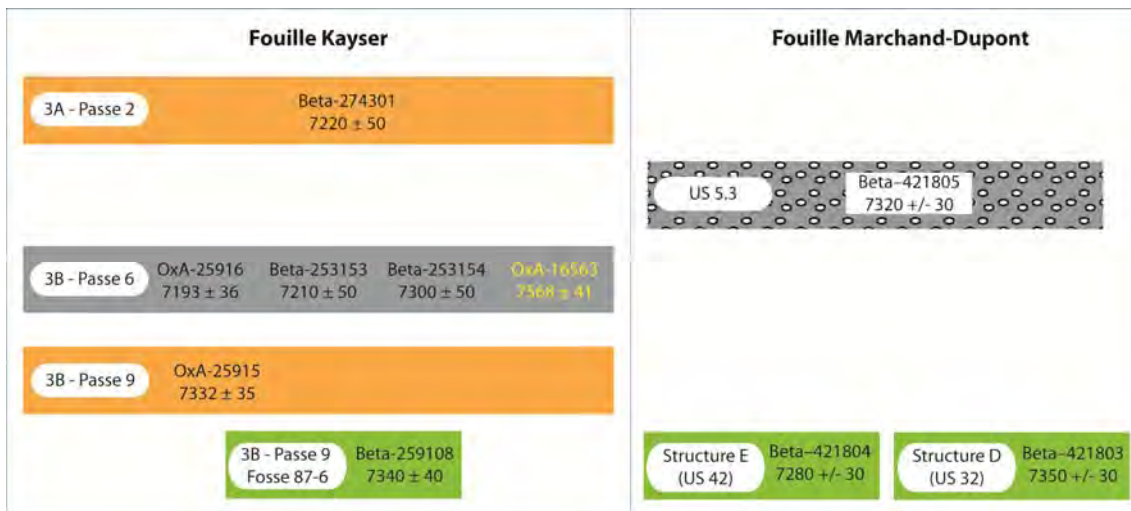 Fouille Kayser
3A - Passe 2
Beta-274301
7220 ± 50
3B - Passe 6
OxA-25916
7193 ± 36
Beta-253153
7210 ± 50
Beta-253154
7300 ± 50
OxA-16563
7568 ± 41
3B - Passe 9
OxA-25915
7332 ± 35
3B - Passe 9
Fosse 87-6
Beta-259108
7340 ± 40
Fouille Marchand-Dupont
US 5.3
Beta–421805
7320 +/- 30
Structure E
(US 42)
Beta–421804
7280 +/- 30
Structure D
(US 32)
Beta–421803
7350 +/- 30